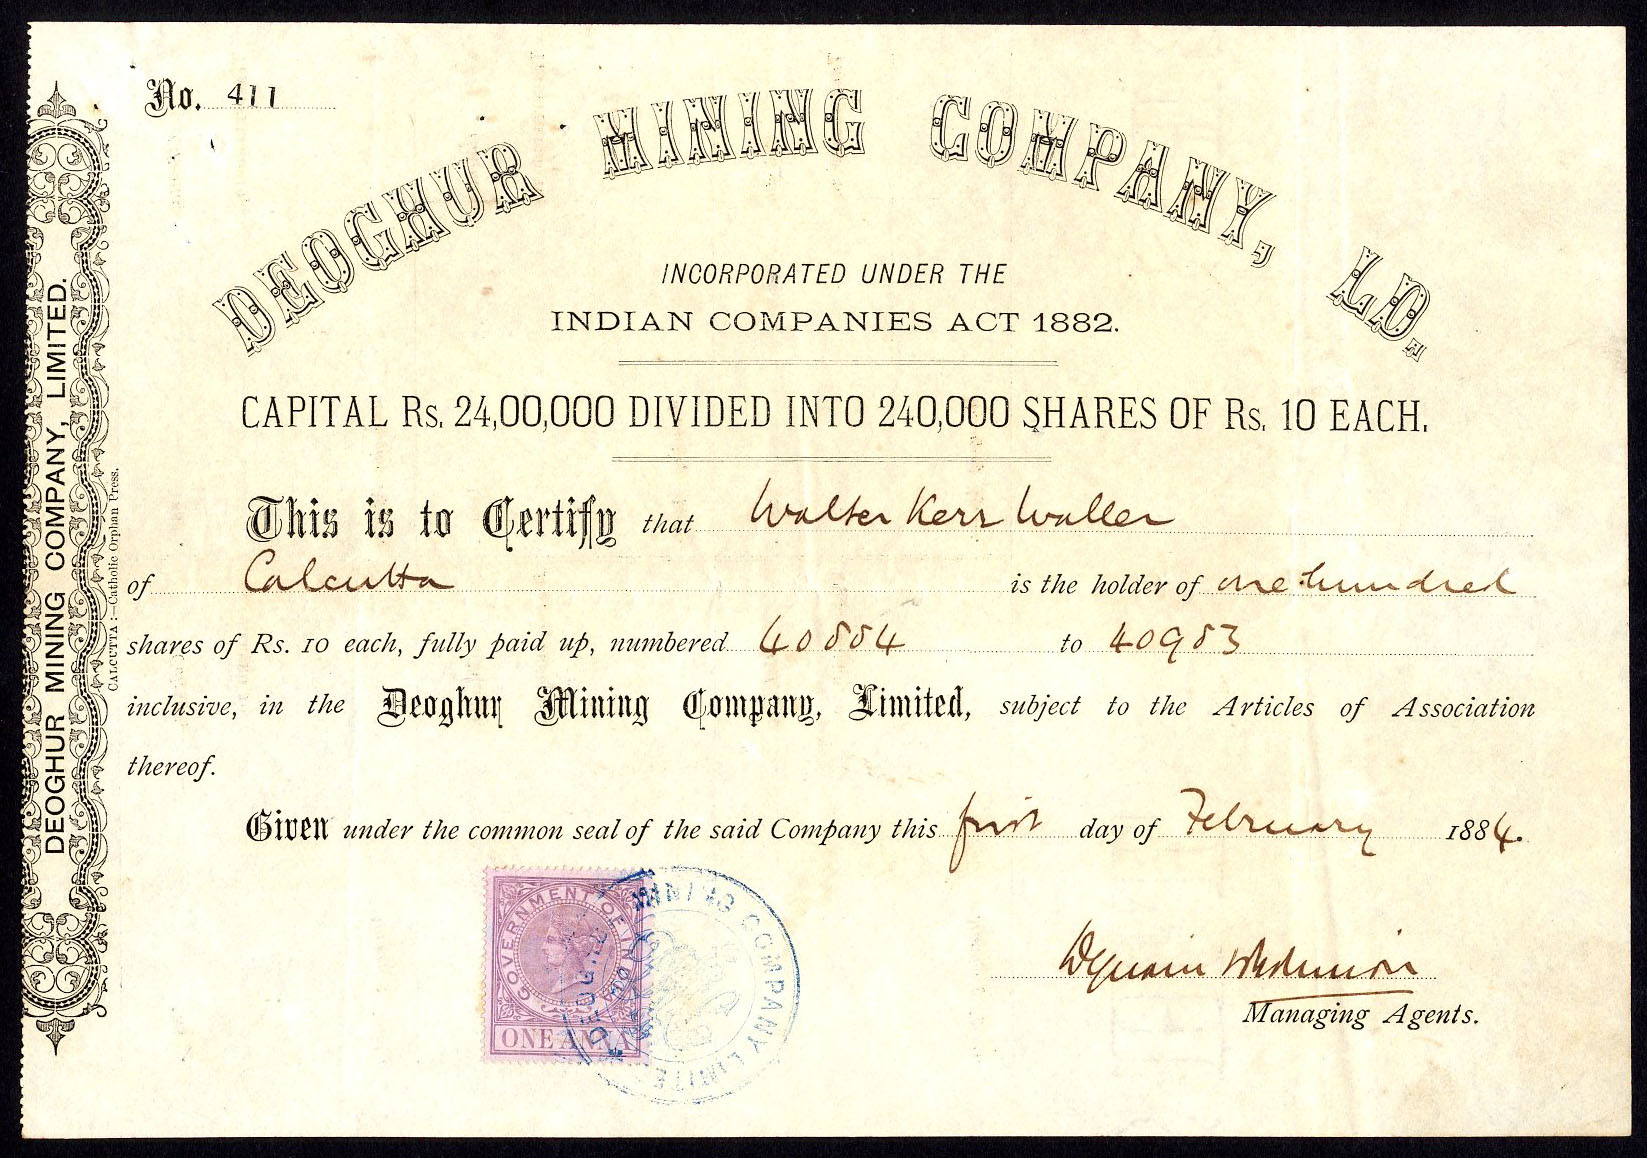 No. 411
DEOGHUR MINING COMPANY, LD.
INCORPORATED UNDER THE
INDIAN COMPANIES ACT 1882.
CAPITAL Rs. 24,00,000 DIVIDED INTO 240,000 SHARES OF Rs. 10 EACH.
This is to Certify that Walter Kerr Waller
of Calcutta is the holder of one hundred
shares of Rs. 10 each, fully paid up, numbered 40884 to 40983
inclusive, in the Deoghur Mining Company, Limited, subject to the Articles of Association
thereof.
Given under the common seal of the said Company this first day of February 1884.
Managing Agents.
GOVERNMENT OF INDIA
ONE ANNA
MINING COMPANY LIMITE
DEOGHUR MINING COMPANY, LIMITED.
CALCUTTA:—Catholic Orphan Press.